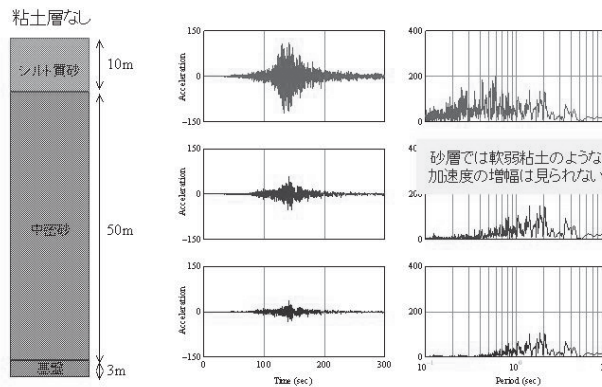 粘土層なし
シルト質砂
10m
中密砂
50m
基盤
3m
150
0
-150
Acceleration
150
0
-150
Acceleration
150
0
-150
Acceleration
0
100
200
300
Time (sec)
400
200
0
砂層では軟弱粘土のような
加速度の増幅は見られない
200
0
400
200
0
Period (sec)